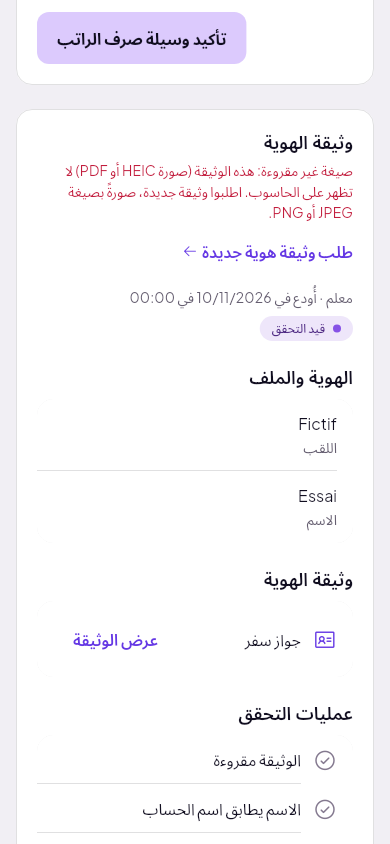 تأكيد وسيلة صرف الراتب
وثيقة الهوية
صيغة غير مقروءة: هذه الوثيقة (صورة HEIC أو PDF) لا
تظهر على الحاسوب. اطلبوا وثيقة جديدة، صورةً بصيغة
JPEG أو PNG.
طلب وثيقة هوية جديدة ←
معلم · أُودع في 10/11/2026 في 00:00
قيد التحقق
الهوية والملف
Fictif
اللقب
Essai
الاسم
وثيقة الهوية
جواز سفر
عرض الوثيقة
عمليات التحقق
الوثيقة مقروءة
الاسم يطابق اسم الحساب